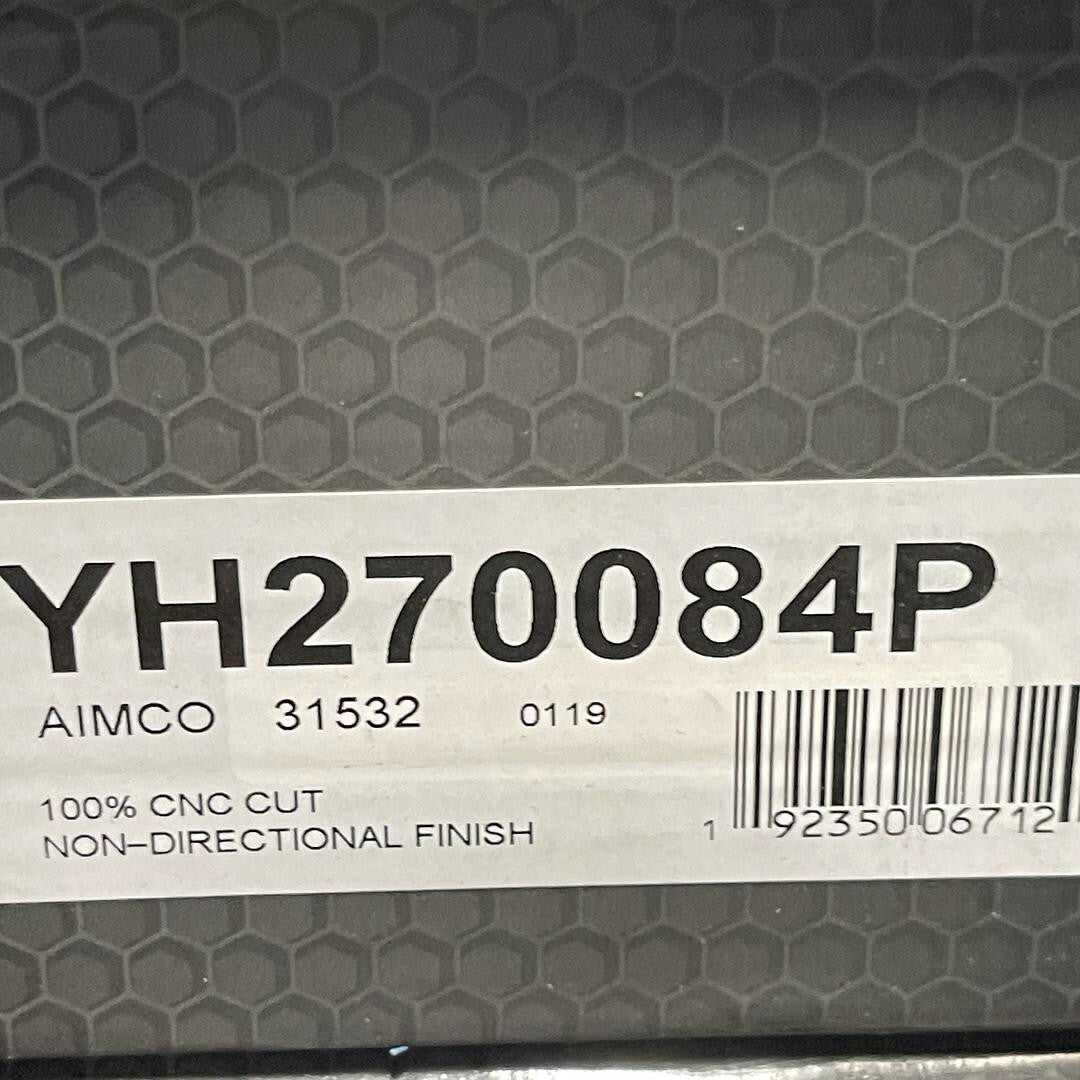 YH270084P
AIMCO 31532 0119
100% CNC CUT
NON-DIRECTIONAL FINISH
1 92350 06712